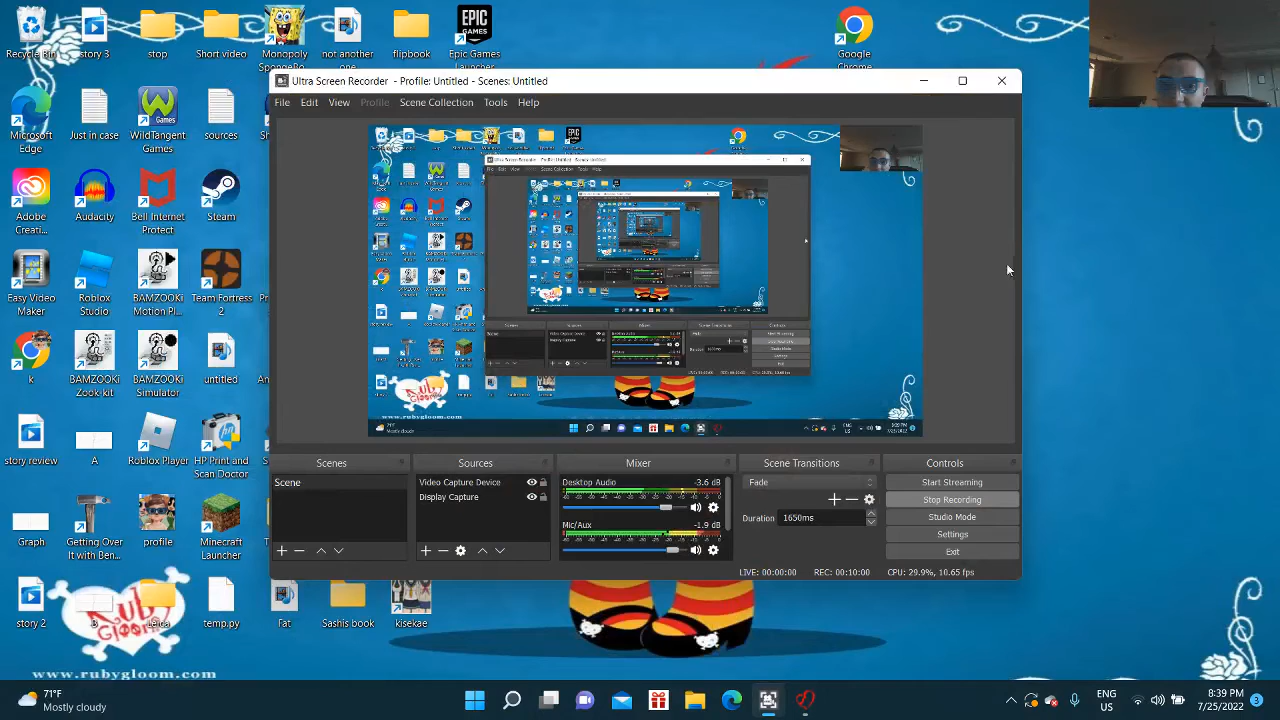 Recycle Bin
story 3
stop
Short video
Monopoly
SpongeBo...
not another
one
flipbook
Epic Games
Launcher
EPIC
GAMES
Google
Chrome
Ultra Screen Recorder - Profile: Untitled - Scenes: Untitled
File Edit View Profile Scene Collection Tools Help
Microsoft
Edge
Just in case
WildTangent
Games
sources
Adobe
Creati...
Audacity
Bell Internet
Protect
Steam
Easy Video
Maker
Roblox
Studio
BAMZOOKi
Motion Pl...
Team Fortress
2
k
BAMZOOKi
Zook-kit
BAMZOOKi
Simulator
untitled
story review
A
Roblox Player
HP Print and
Scan Doctor
Graph
Getting Over
It with Ben...
profile
Minecraft
Launcher
story 2
B
temp.py
Fat
Sashis book
kisekae
Ruby
Gloom
www.rubygloom.com
www.rubygloom.com
Scenes
Sources
Mixer
Scene Transitions
Controls
Scene
Video Capture Device
Display Capture
Desktop Audio -3.6 dB
Mic/Aux -1.9 dB
Fade
Duration 1650ms
Start Streaming
Stop Recording
Studio Mode
Settings
Exit
LIVE: 00:00:00 REC: 00:10:00 CPU: 29.9%, 10.65 fps
71°F
Mostly cloudy
ENG
US
8:39 PM
7/25/2022
3